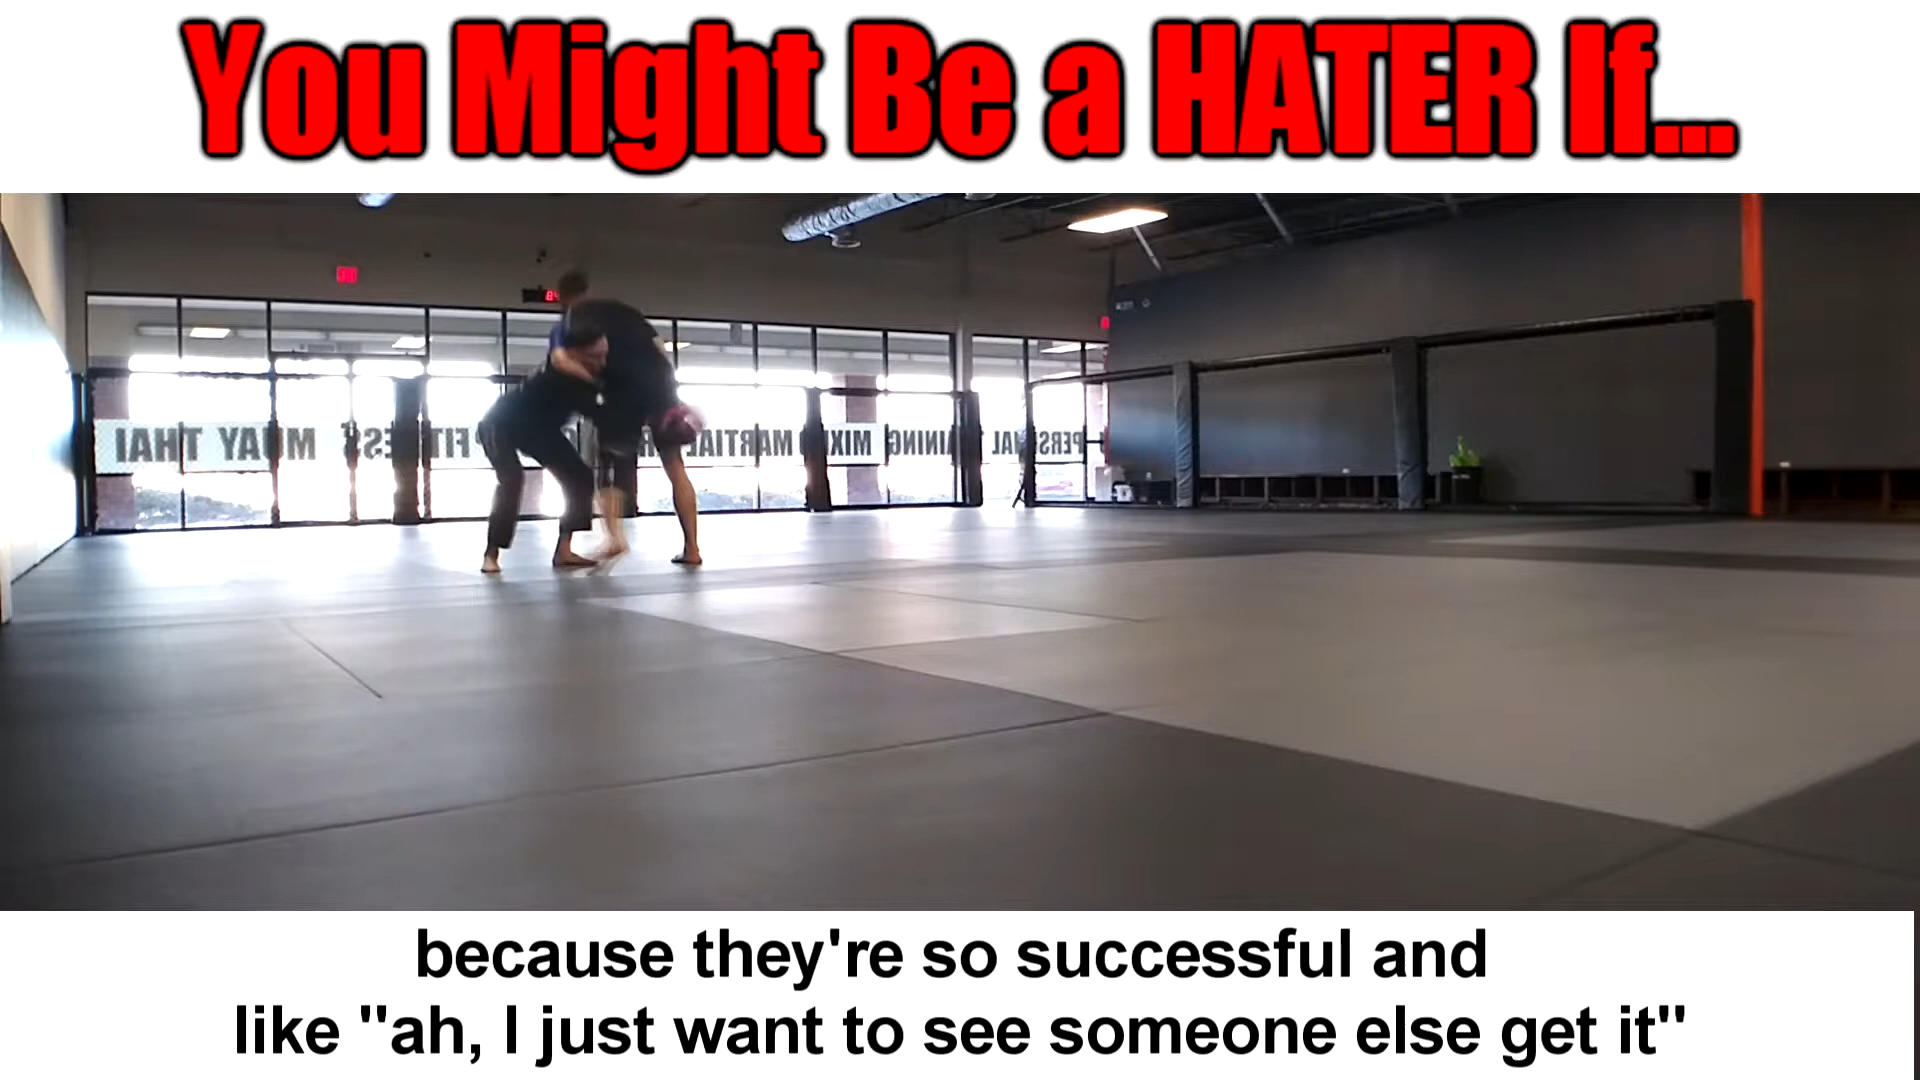 You Might Be a HATER If...
MUAY THAI
because they're so successful and
like "ah, I just want to see someone else get it"